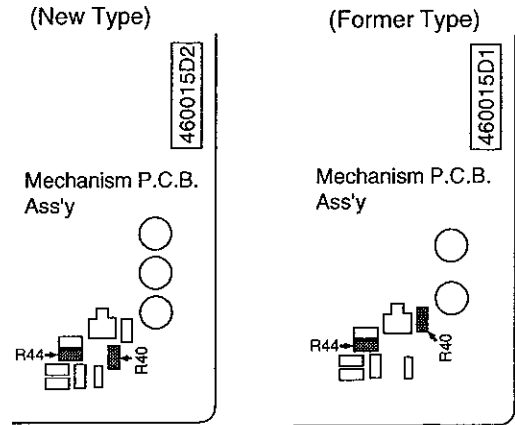 (New Type)
460015D2
Mechanism P.C.B.
Ass'y
R44
R40
(Former Type)
460015D1
Mechanism P.C.B.
Ass'y
R44
R40